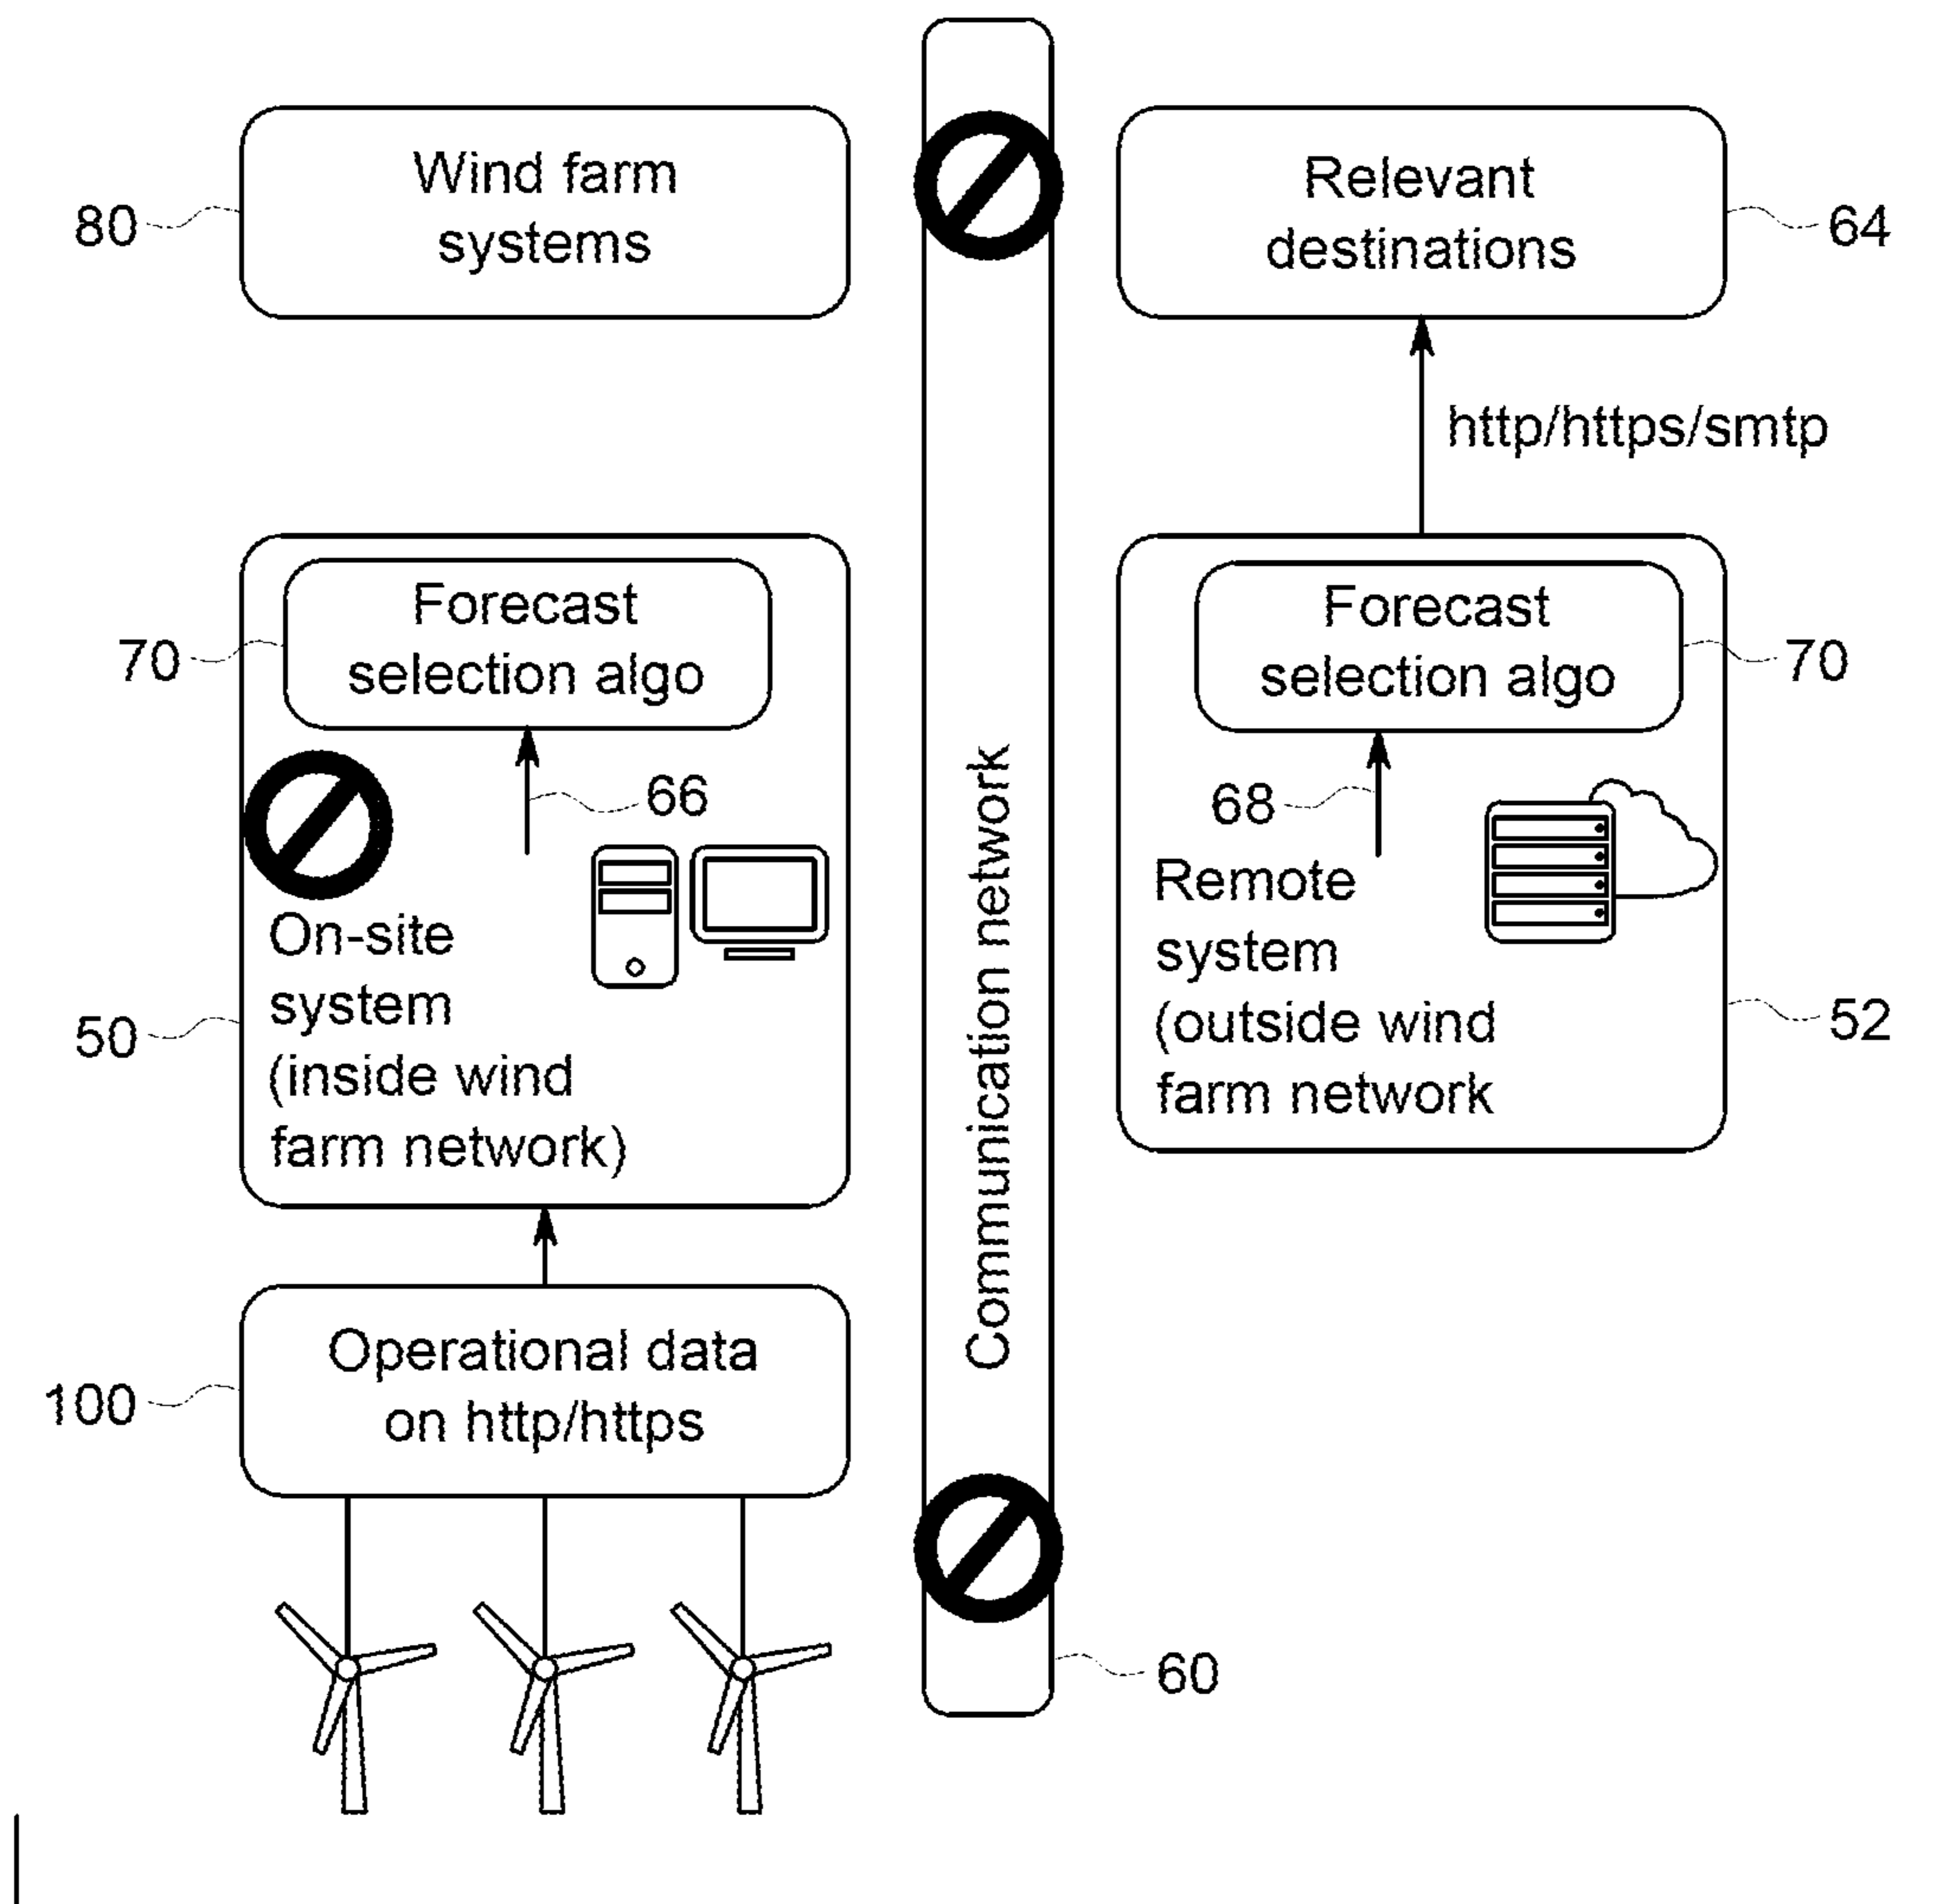 Wind farm
systems
80
Relevant
destinations
64
http/https/smtp
Forecast
selection algo
70
66
On-site
system
(inside wind
farm network)
50
Communication network
Forecast
selection algo
70
68
Remote
system
(outside wind
farm network
52
Operational data
on http/https
100
60